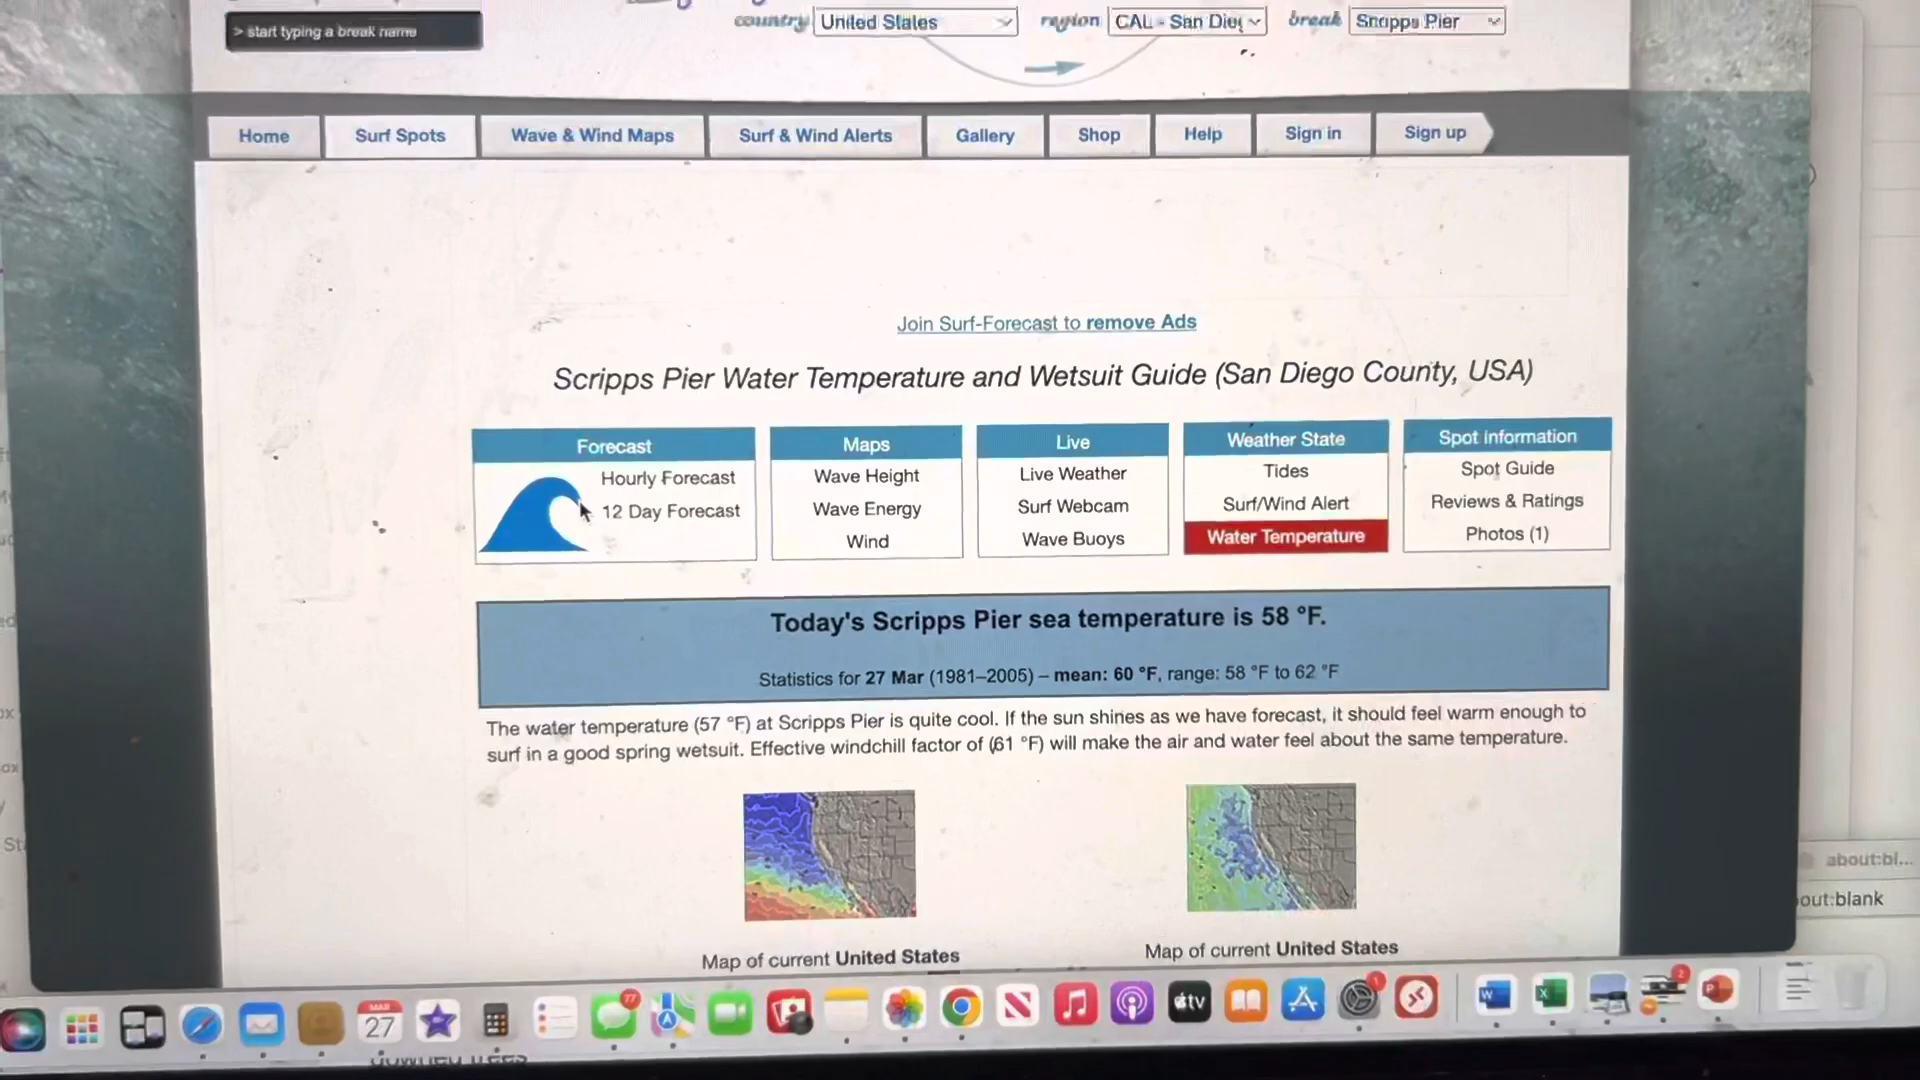 country United States region CAL - San Die break Scripps Pier
> start typing a break name
Home Surf Spots Wave & Wind Maps Surf & Wind Alerts Gallery Shop Help Sign in Sign up
Join Surf-Forecast to remove Ads
Scripps Pier Water Temperature and Wetsuit Guide (San Diego County, USA)
Forecast
Hourly Forecast
12 Day Forecast
Maps
Wave Height
Wave Energy
Wind
Live
Live Weather
Surf Webcam
Wave Buoys
Weather State
Tides
Surf/Wind Alert
Water Temperature
Spot information
Spot Guide
Reviews & Ratings
Photos (1)
Today's Scripps Pier sea temperature is 58 °F.
Statistics for 27 Mar (1981–2005) – mean: 60 °F, range: 58 °F to 62 °F
The water temperature (57 °F) at Scripps Pier is quite cool. If the sun shines as we have forecast, it should feel warm enough to
surf in a good spring wetsuit. Effective windchill factor of (61 °F) will make the air and water feel about the same temperature.
Map of current United States
Map of current United States
about:bl...
out:blank
MAR
27
77
tv
1
W
X
2
P